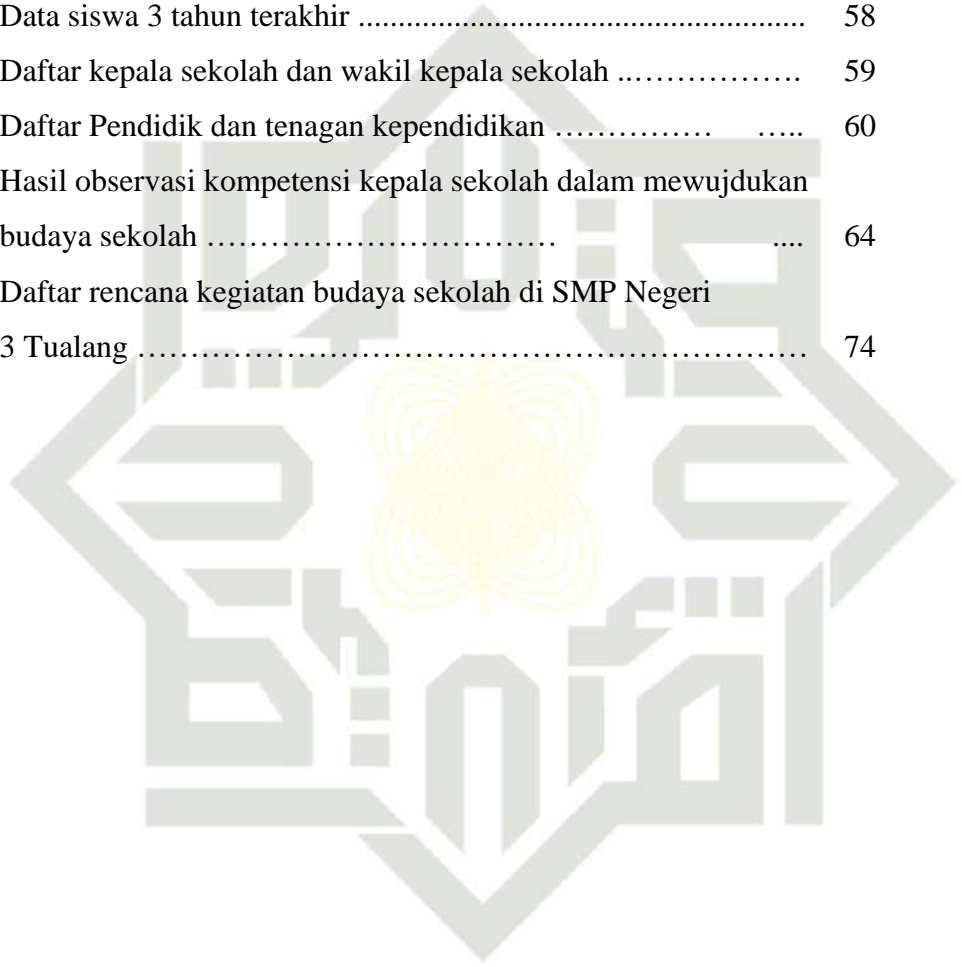 Data siswa 3 tahun terakhir ........................................................ 58
Daftar kepala sekolah dan wakil kepala sekolah ..……………. 59
Daftar Pendidik dan tenagan kependidikan …………… ….. 60
Hasil observasi kompetensi kepala sekolah dalam mewujdukan
budaya sekolah …………………………… .... 64
Daftar rencana kegiatan budaya sekolah di SMP Negeri
3 Tualang ……………………………………………………… 74